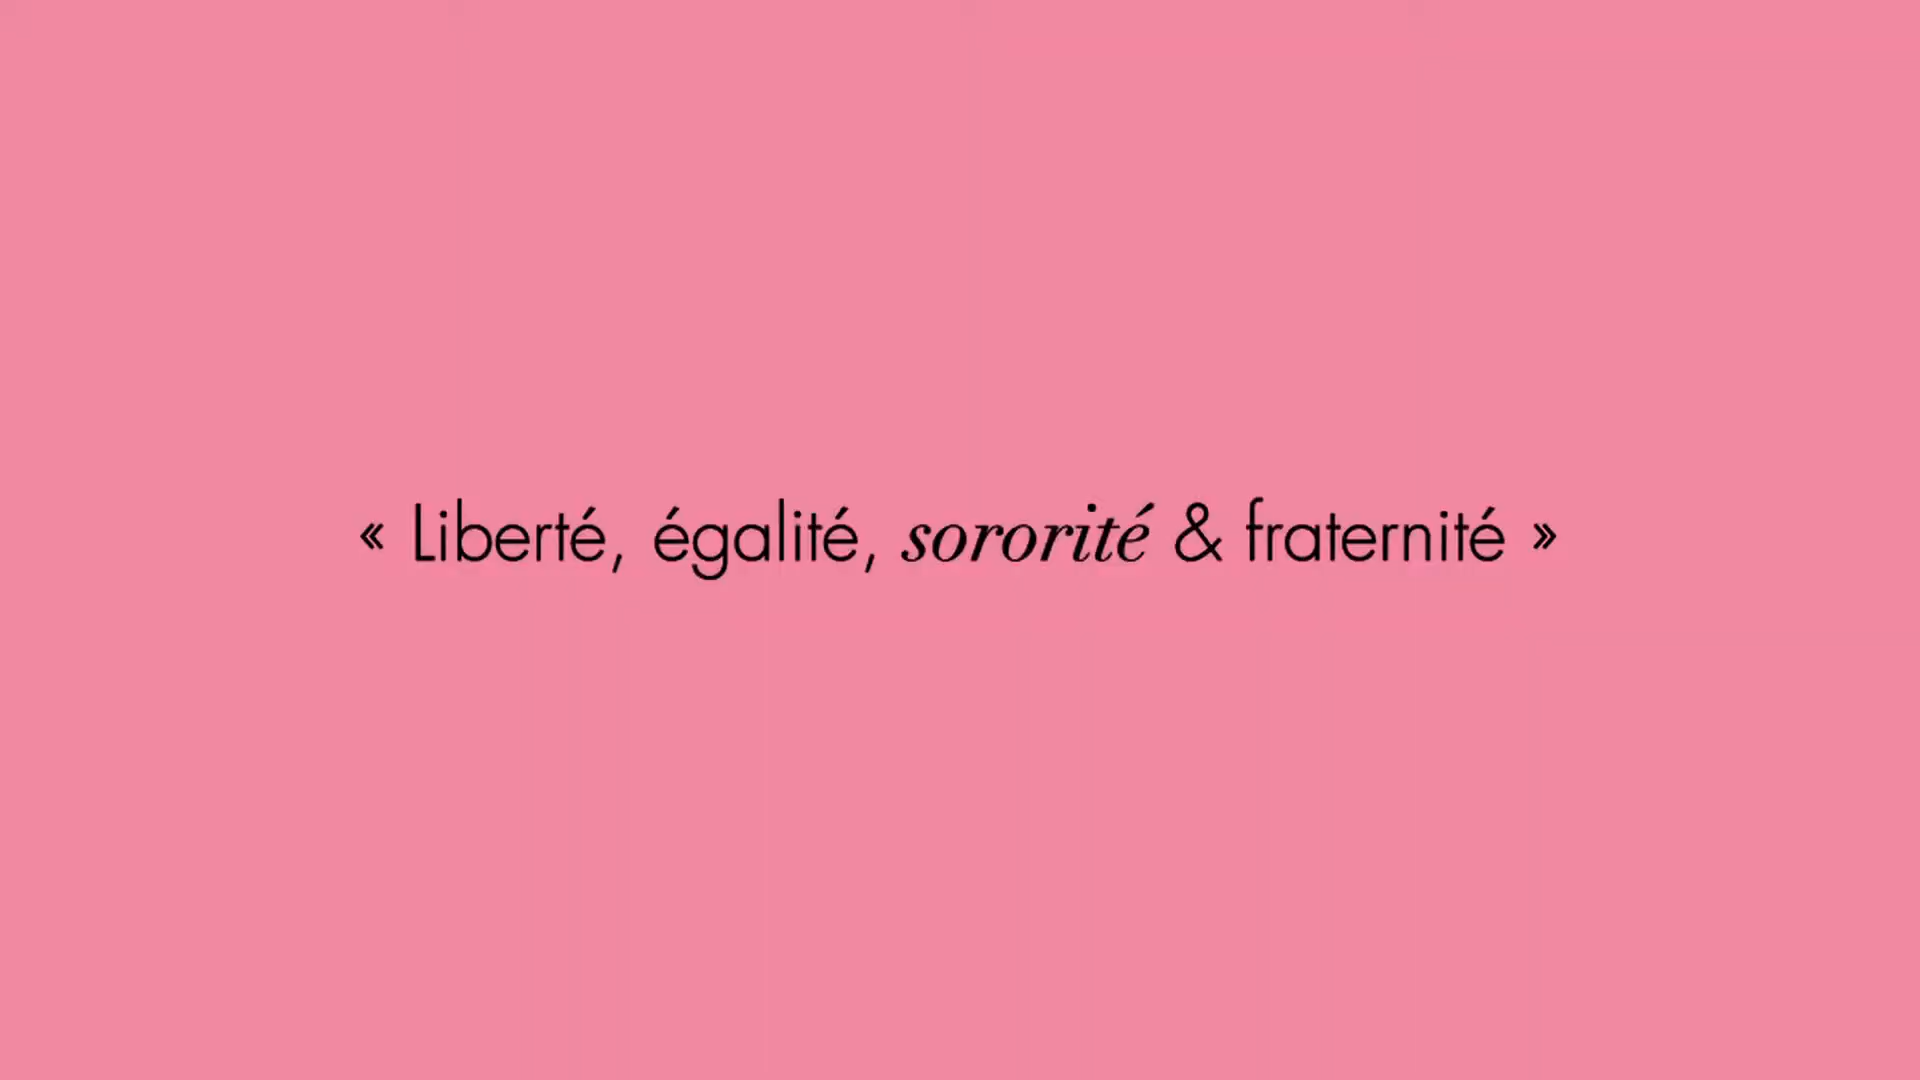 « Liberté, égalité, sororité & fraternité »